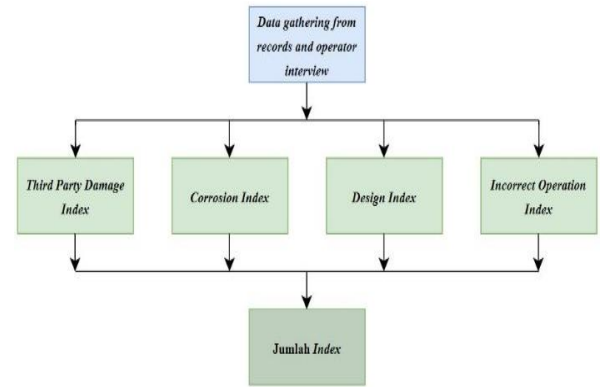 Data gathering from
records and operator
interview
Third Party Damage
Index
Corrosion Index
Design Index
Incorrect Operation
Index
Jumlah Index